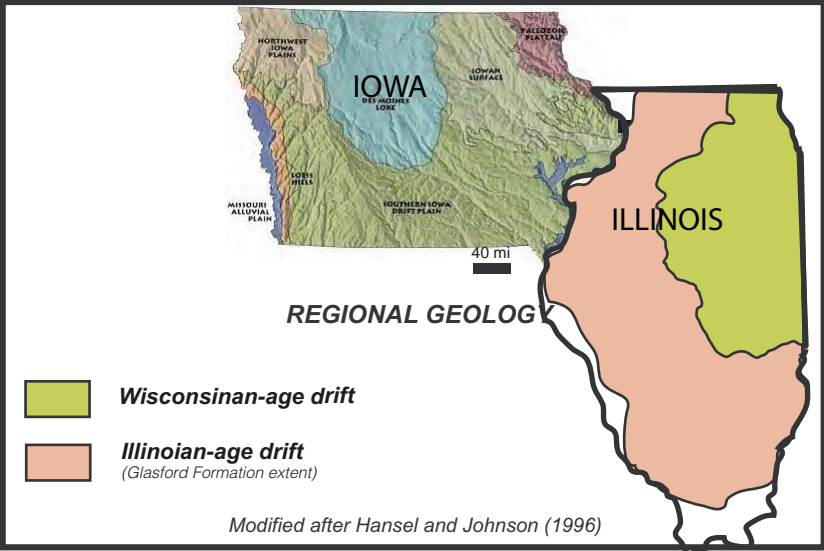 NORTHWEST
IOWA
PLAINS
PALEOZOIC
PLATEAU
IOWAN
SURFACE
IOWA
DES MOINES
LOBE
LOESS
HILLS
MISSOURI
ALLUVIAL
PLAIN
SOUTHERN IOWA
DRIFT PLAIN
ILLINOIS
40 mi
REGIONAL GEOLOGY
Wisconsinan-age drift
Illinoian-age drift
(Glasford Formation extent)
Modified after Hansel and Johnson (1996)